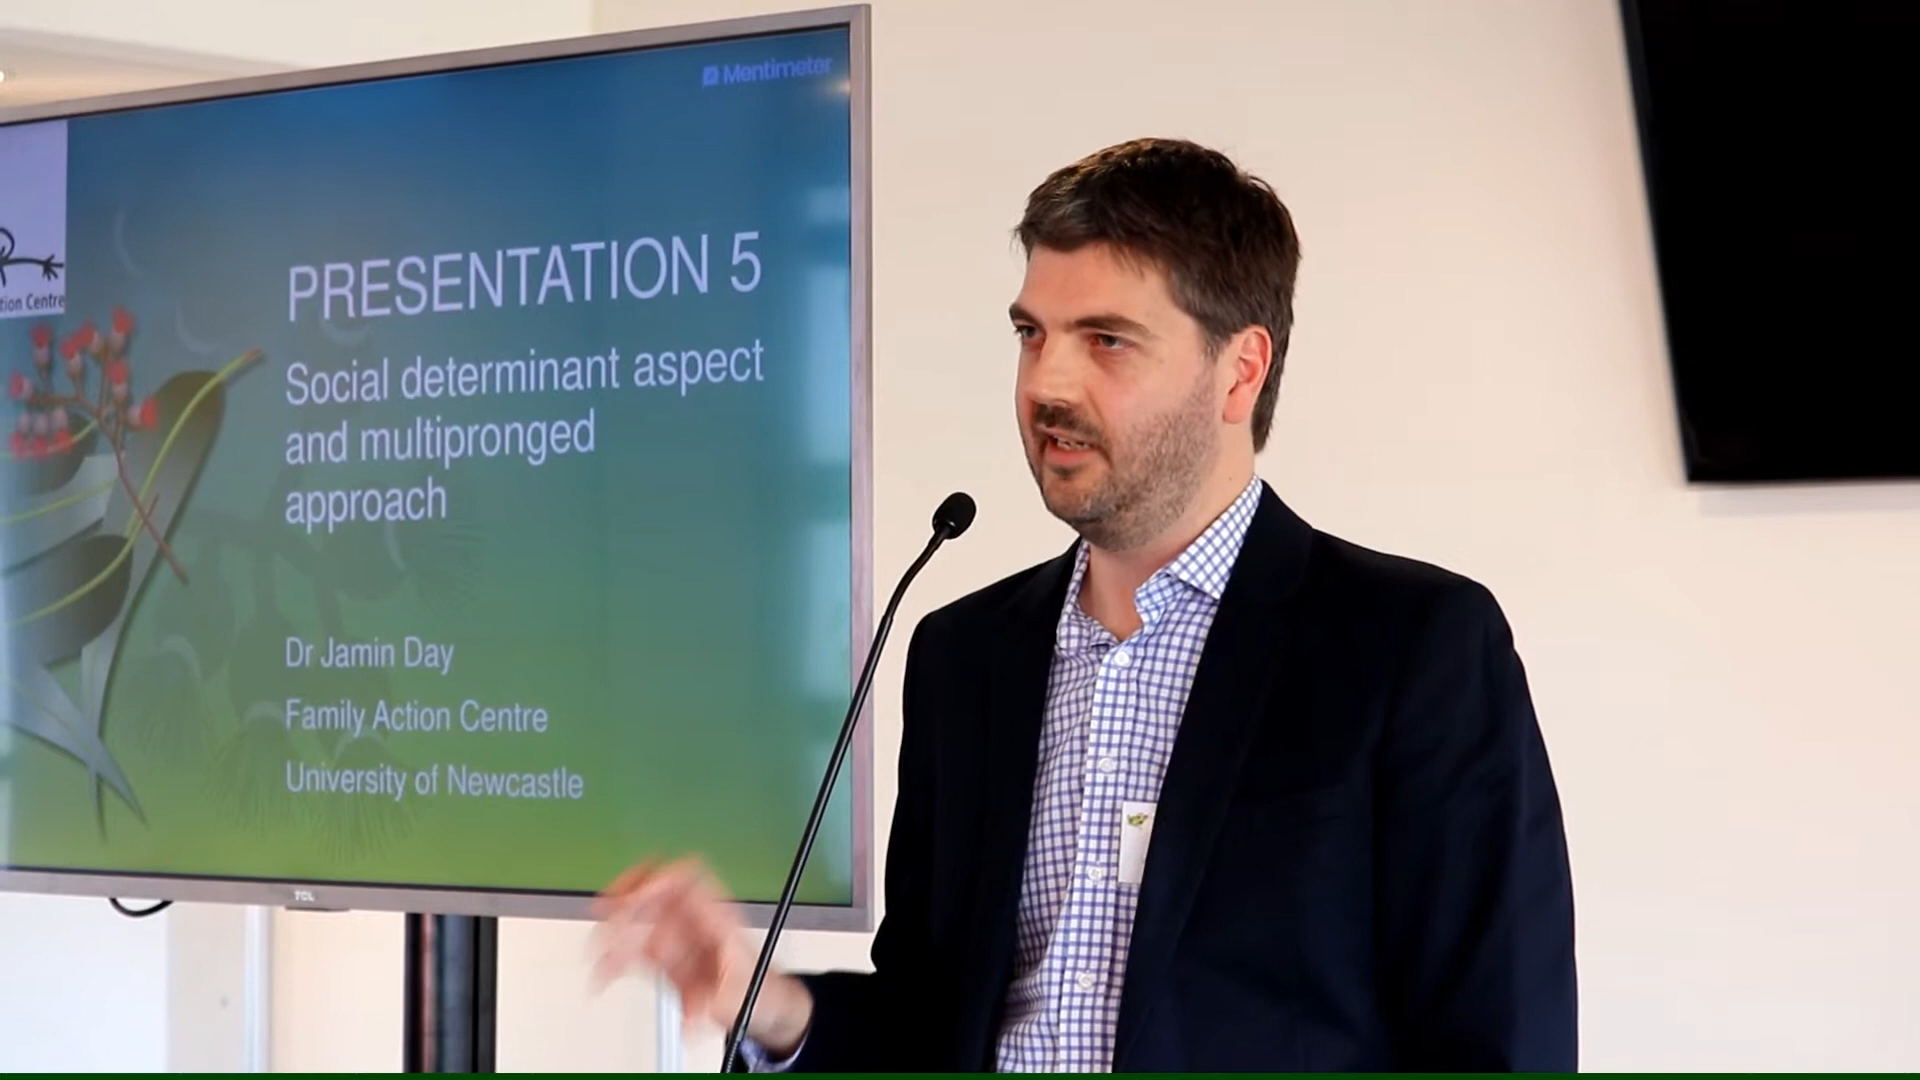 Mentimeter
tion Centre
PRESENTATION 5
Social determinant aspect
and multipronged
approach
Dr Jamin Day
Family Action Centre
University of Newcastle
TCL